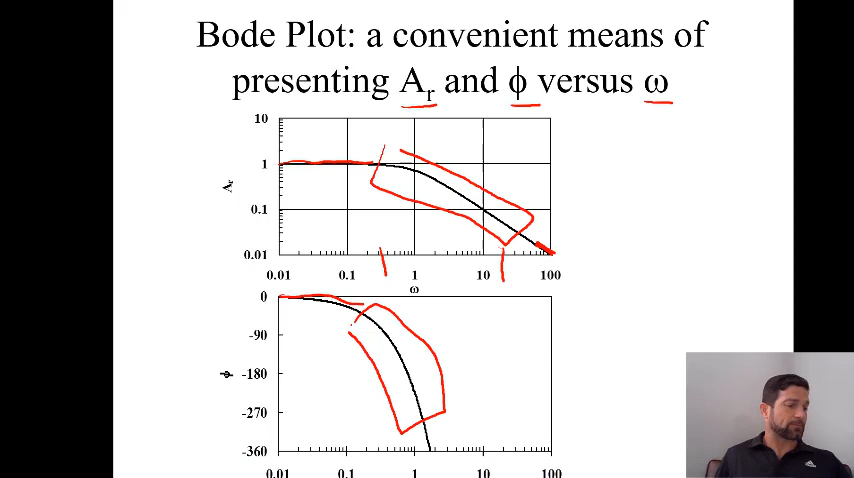 Bode Plot: a convenient means of
presenting Ar and ϕ versus ω
10
1
Ar
0.1
0.01
0.01 0.1 1 10 100
ω
0
-90
ϕ
-180
-270
-360
0.01 0.1 1 10 100
adidas